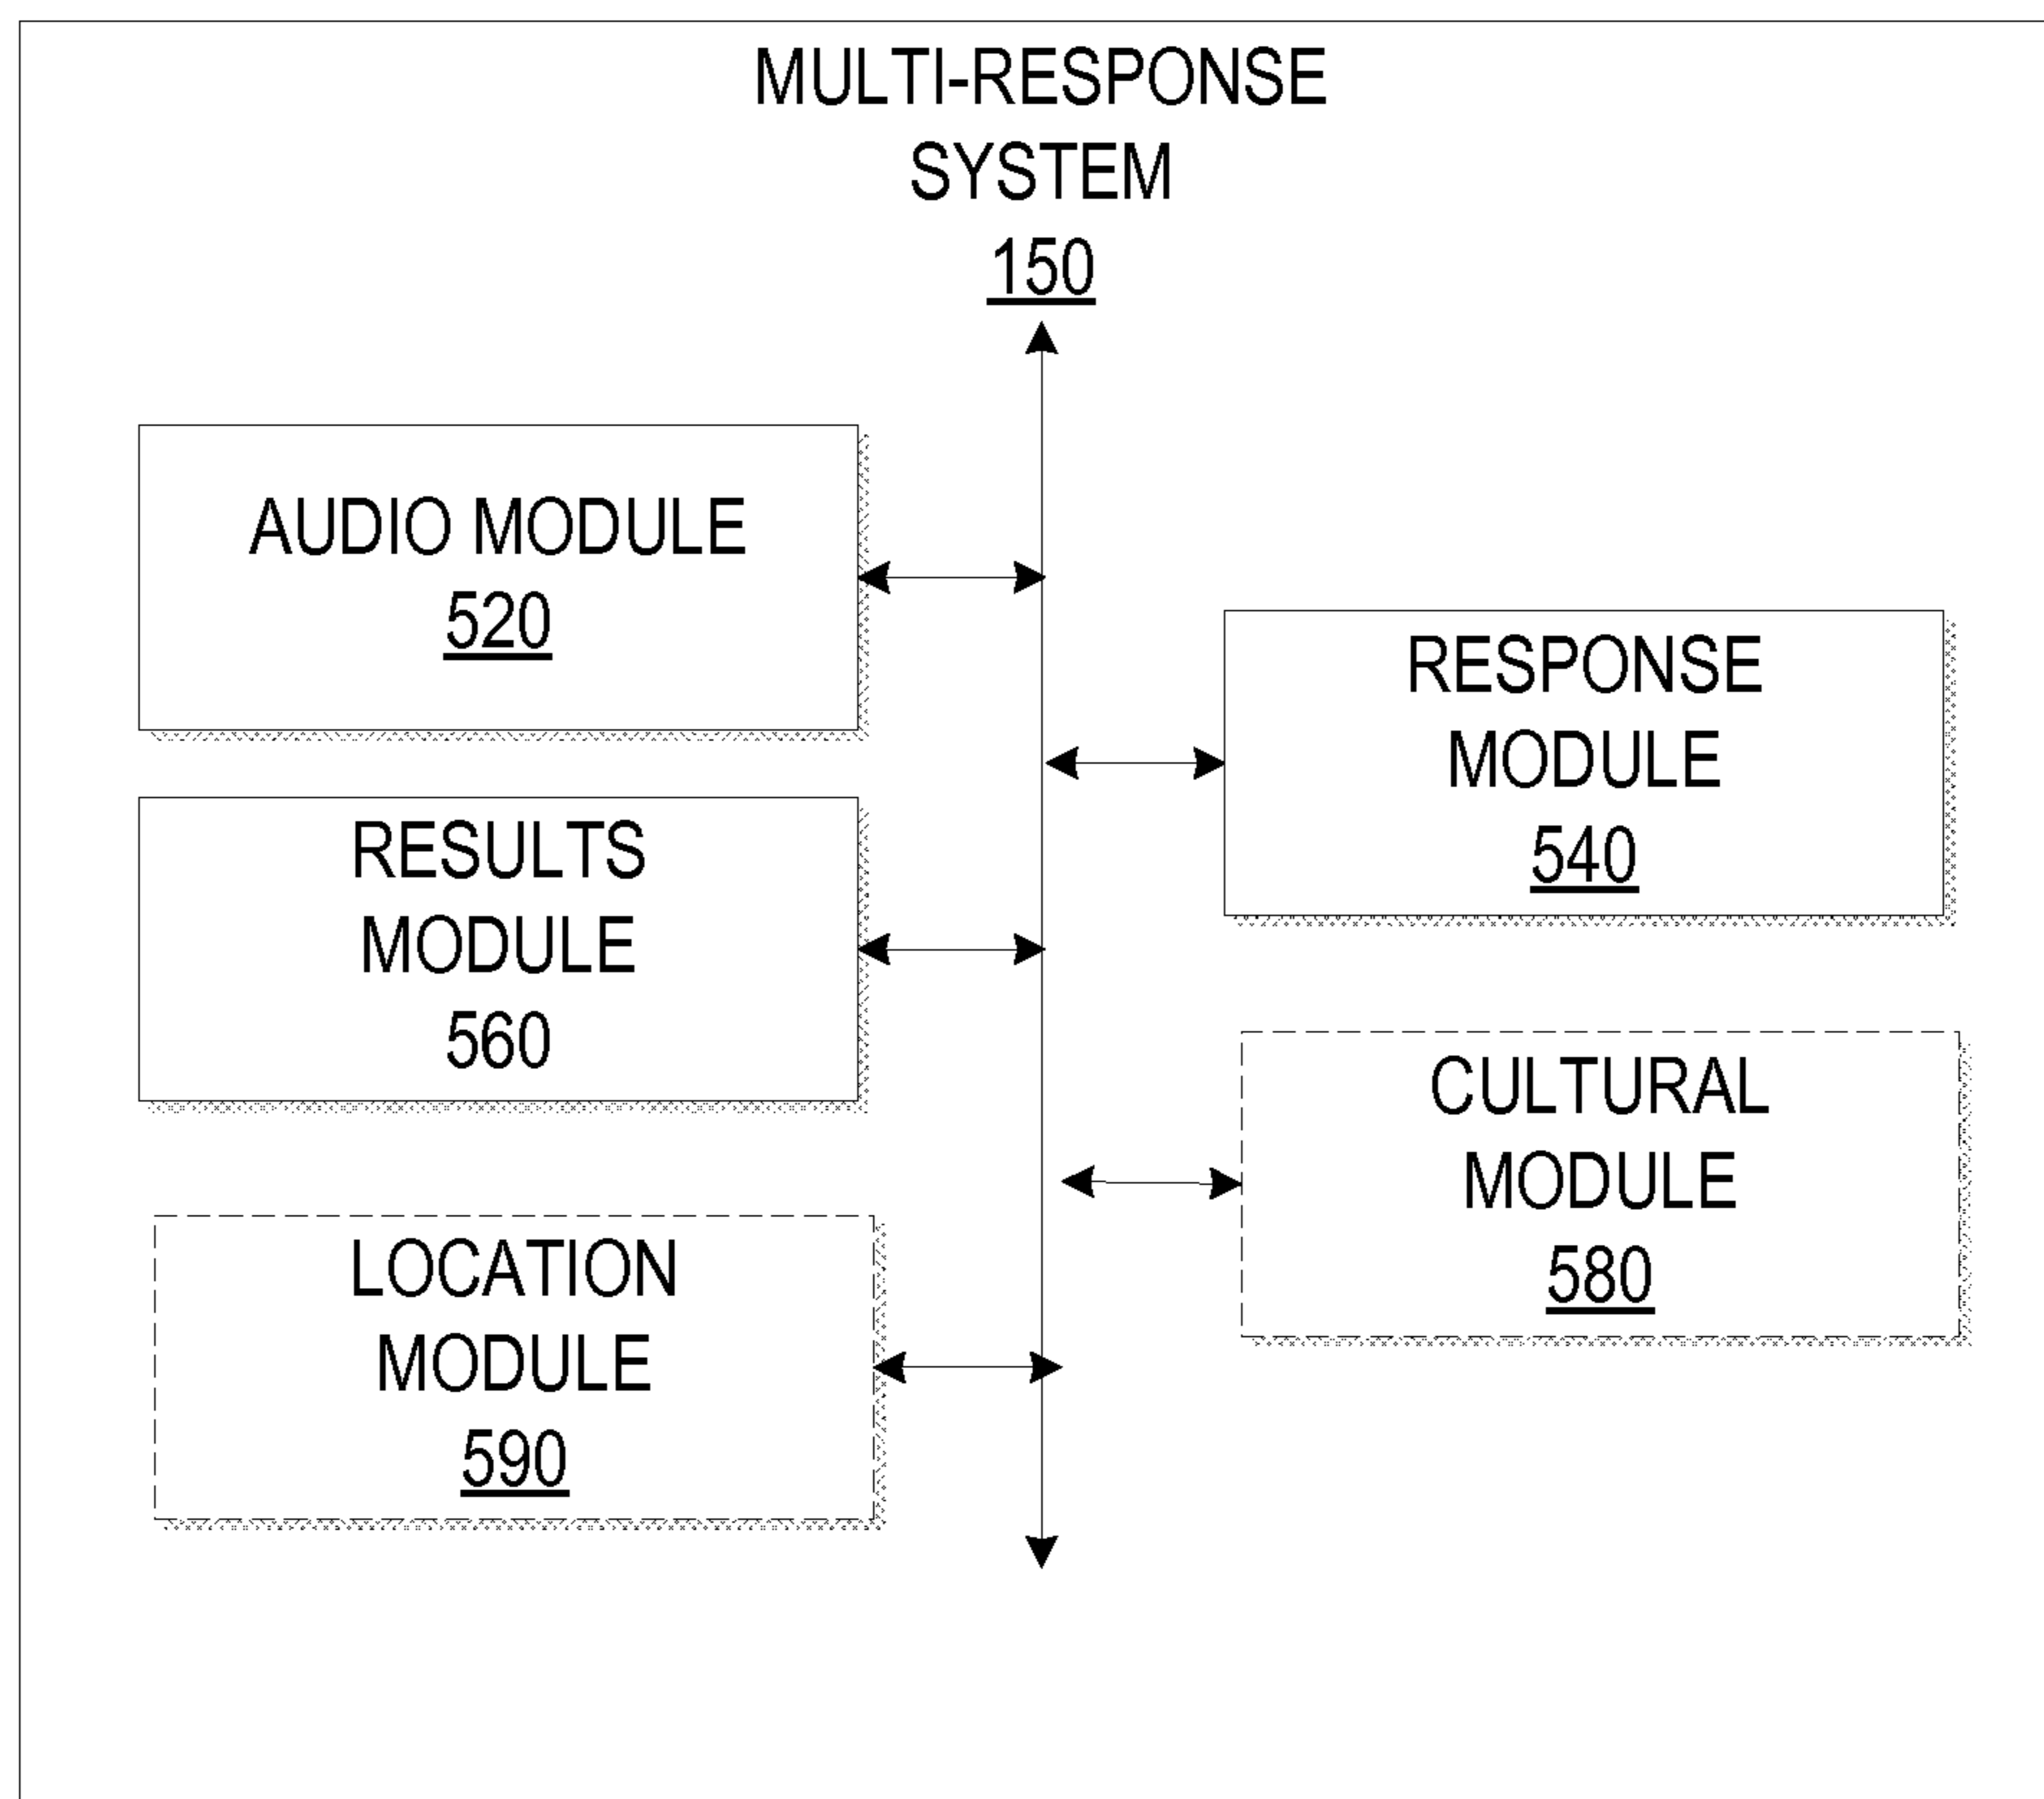 MULTI-RESPONSE
SYSTEM
150
AUDIO MODULE
520
RESPONSE
MODULE
540
RESULTS
MODULE
560
CULTURAL
MODULE
580
LOCATION
MODULE
590